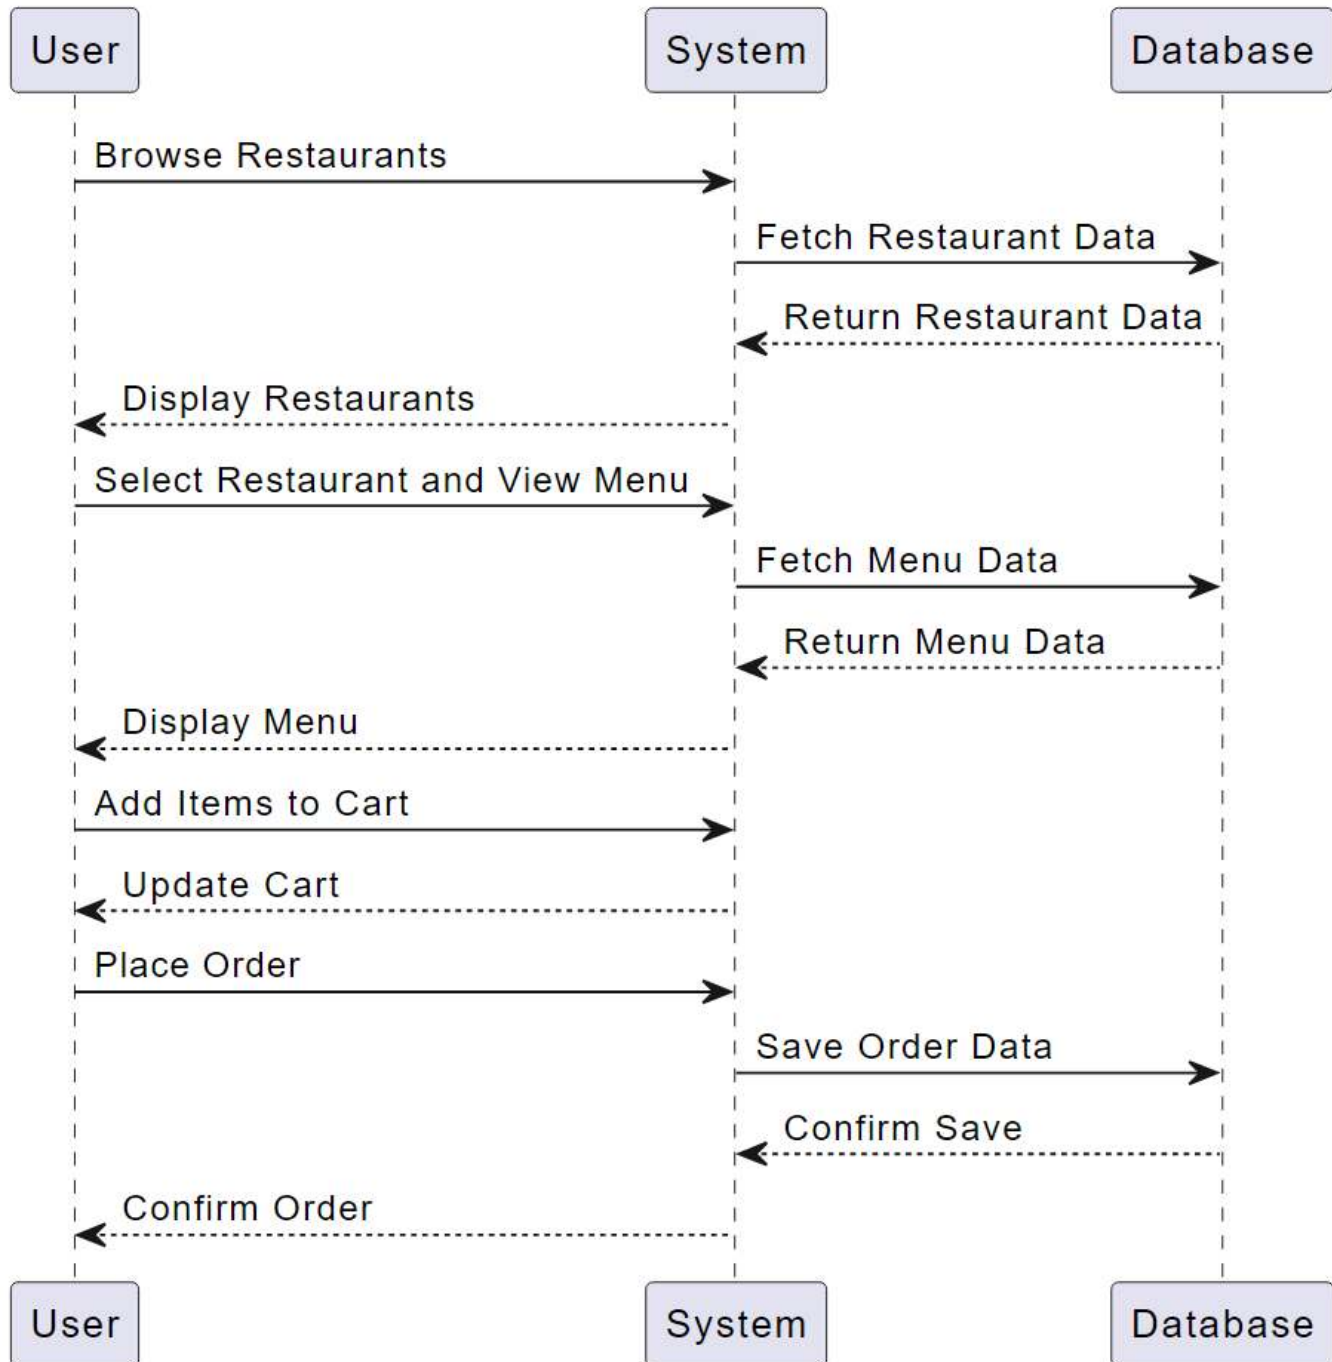 User
System
Database
Browse Restaurants
Fetch Restaurant Data
Return Restaurant Data
Display Restaurants
Select Restaurant and View Menu
Fetch Menu Data
Return Menu Data
Display Menu
Add Items to Cart
Update Cart
Place Order
Save Order Data
Confirm Save
Confirm Order
User
System
Database